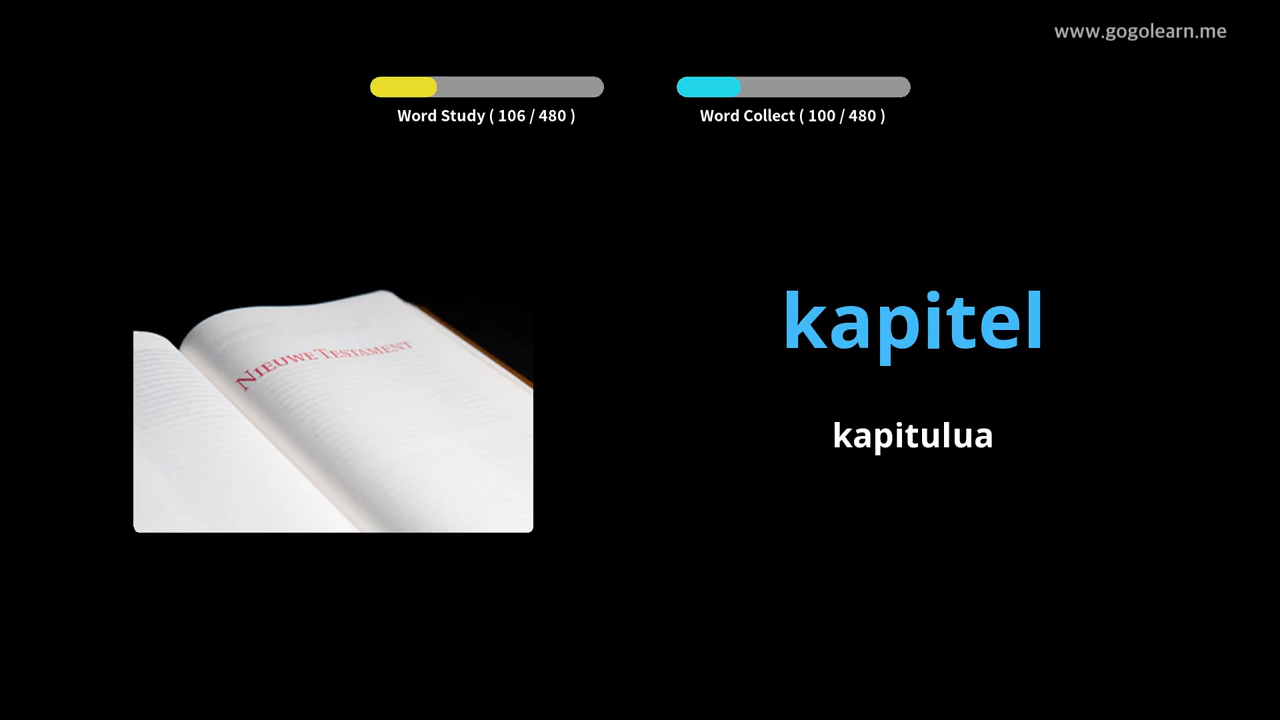 www.gogolearn.me
Word Study ( 106 / 480 )
Word Collect ( 100 / 480 )
NIEUWE TESTAMENT
kapitel
kapitulua